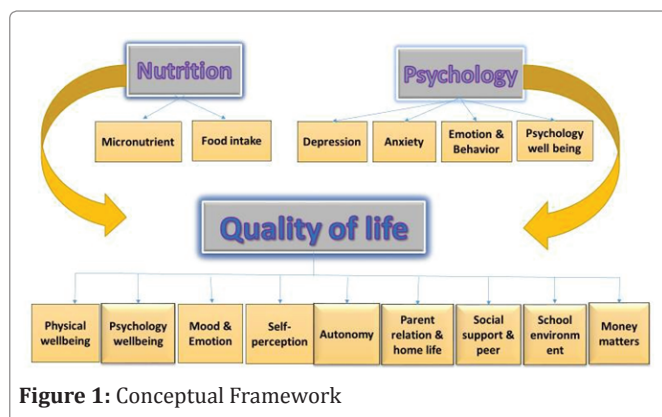 Nutrition
Psychology
Micronutrient
Food intake
Depression
Anxiety
Emotion &
Behavior
Psychology
well being
Quality of life
Physical
wellbeing
Psychology
wellbeing
Mood &
Emotion
Self-
perception
Autonomy
Parent
relation &
home life
Social
support &
peer
School
environm
ent
Money
matters
Figure 1: Conceptual Framework